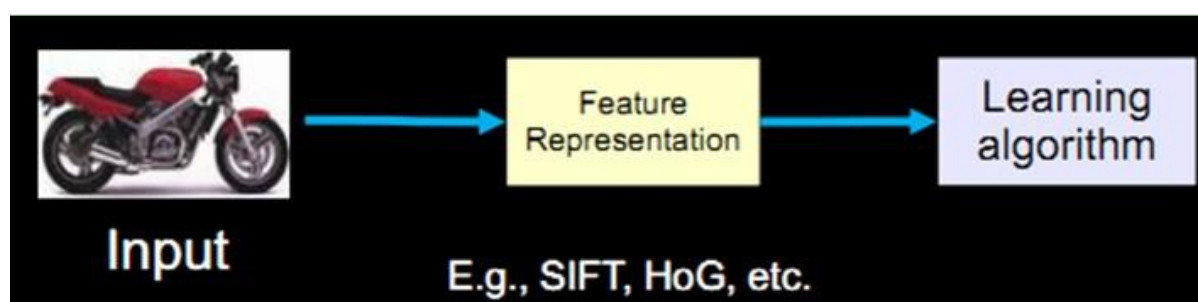 Input
Feature
Representation
E.g., SIFT, HoG, etc.
Learning
algorithm